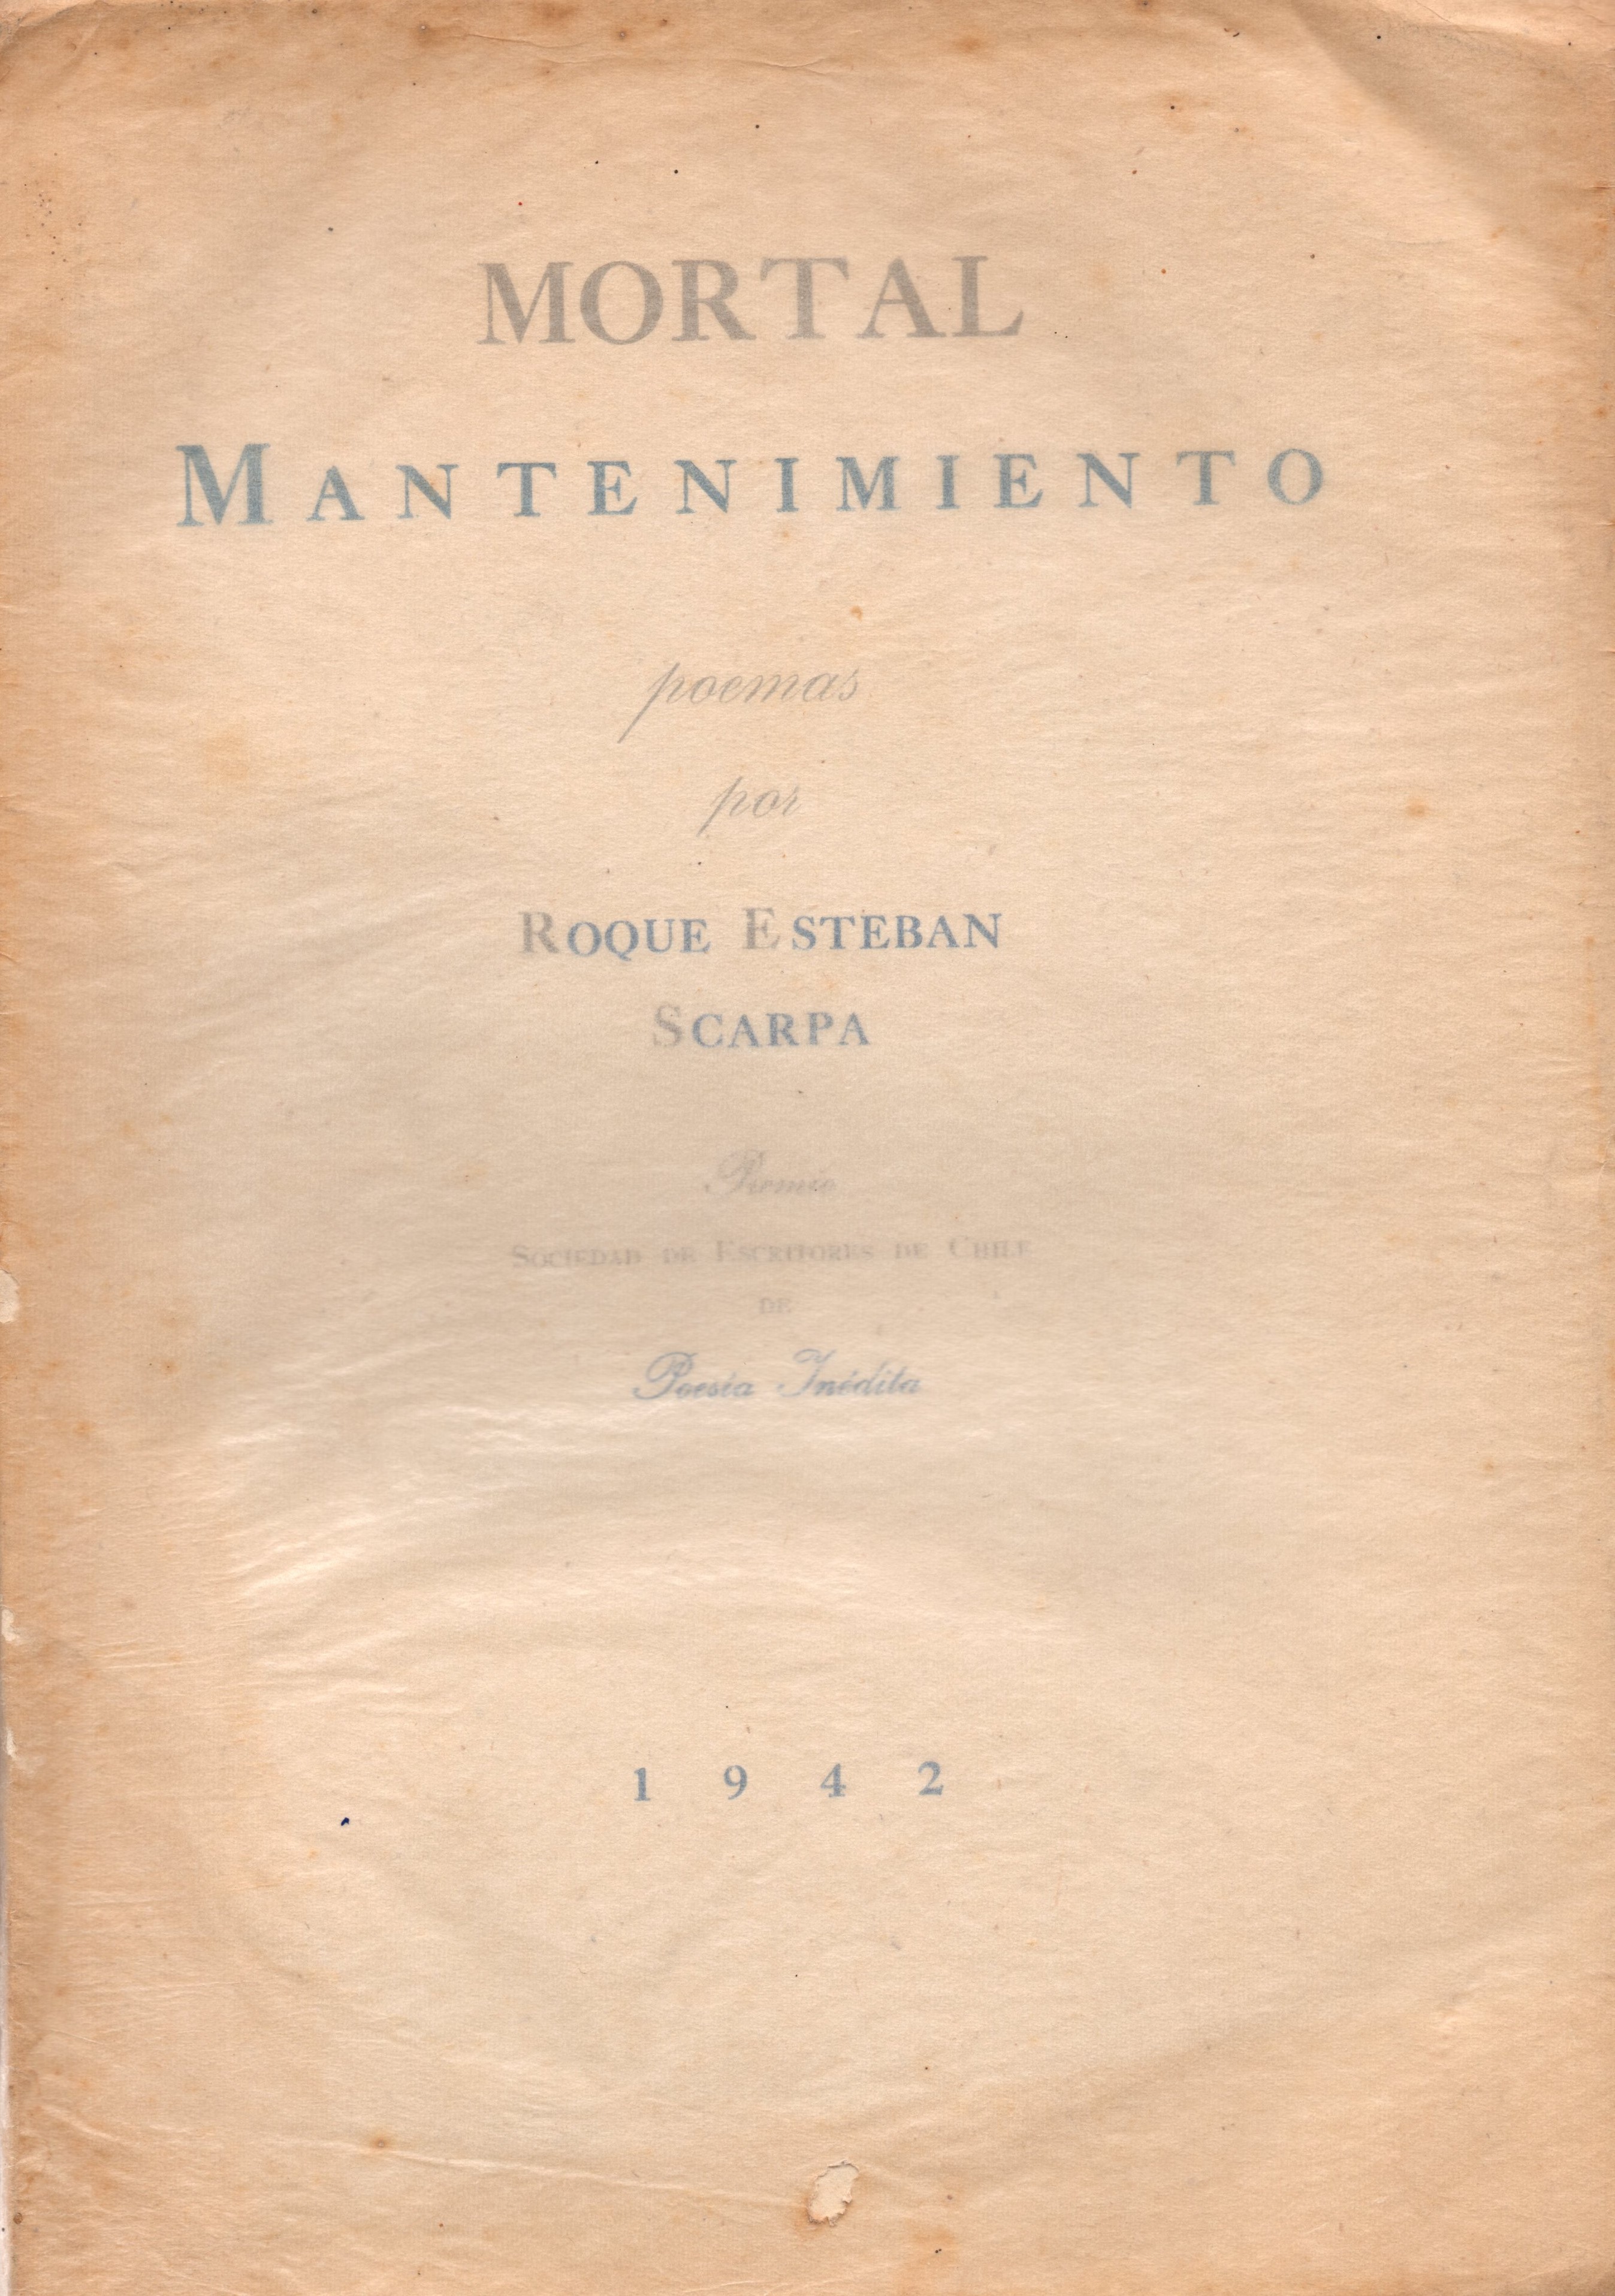 MORTAL
MANTENIMIENTO
poemas
por
ROQUE ESTEBAN
SCARPA
Premio
SOCIEDAD DE ESCRITORES DE CHILE
DE
Poesía Inédita
1942